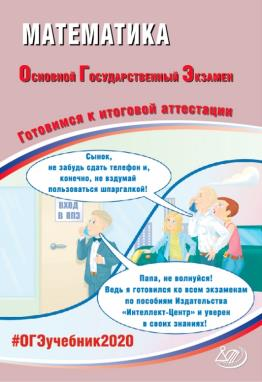 МАТЕМАТИКА
Основной Государственный Экзамен
Готовимся к итоговой аттестации
Сынок,
не забудь сдать телефон и,
конечно, не вздумай
пользоваться шпаргалкой!
ВХОД
В ППЭ
Папа, не волнуйся!
Ведь я готовился ко всем экзаменам
по пособиям Издательства
«Интеллект-Центр» и уверен
в своих знаниях!
#ОГЭучебник2020